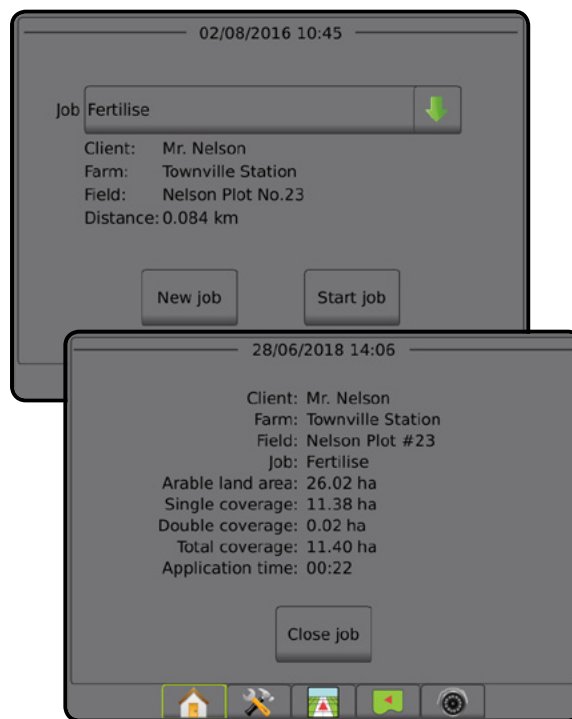 02/08/2016 10:45
Job Fertilise
Client: Mr. Nelson
Farm: Townville Station
Field: Nelson Plot No.23
Distance: 0.084 km
New job Start job
28/06/2018 14:06
Client: Mr. Nelson
Farm: Townville Station
Field: Nelson Plot #23
Job: Fertilise
Arable land area: 26.02 ha
Single coverage: 11.38 ha
Double coverage: 0.02 ha
Total coverage: 11.40 ha
Application time: 00:22
Close job